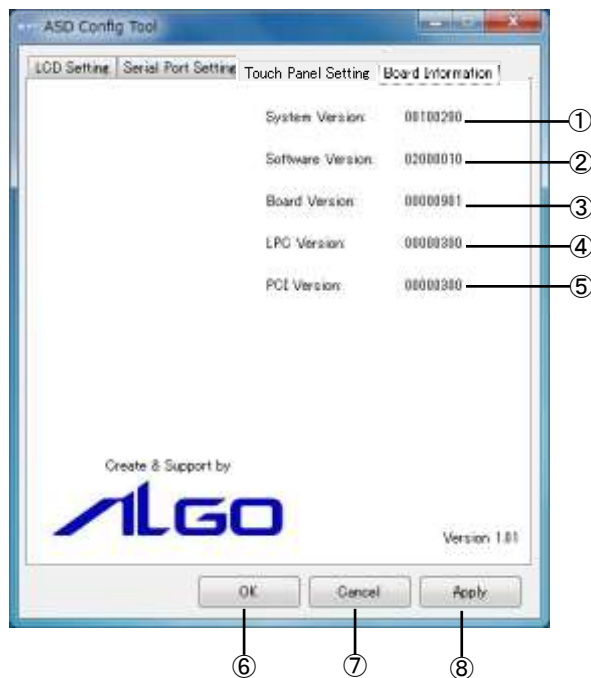 ASD Config Tool
LCD Setting Serial Port Setting Touch Panel Setting Board Information
System Version: 00100200 ①
Software Version: 02000010 ②
Board Version: 00000901 ③
LPC Version: 00000300 ④
PCI Version: 00000300 ⑤
Create & Support by
ALGO
Version 1.01
OK Cancel Apply
⑥ ⑦ ⑧